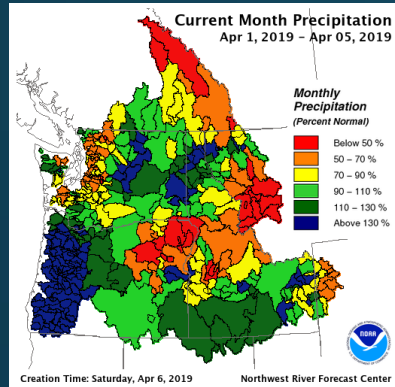 Current Month Precipitation
Apr 1, 2019 – Apr 05, 2019
Monthly
Precipitation
(Percent Normal)
Below 50 %
50 – 70 %
70 – 90 %
90 – 110 %
110 – 130 %
Above 130 %
NOAA
Creation Time: Saturday, Apr 6, 2019 Northwest River Forecast Center